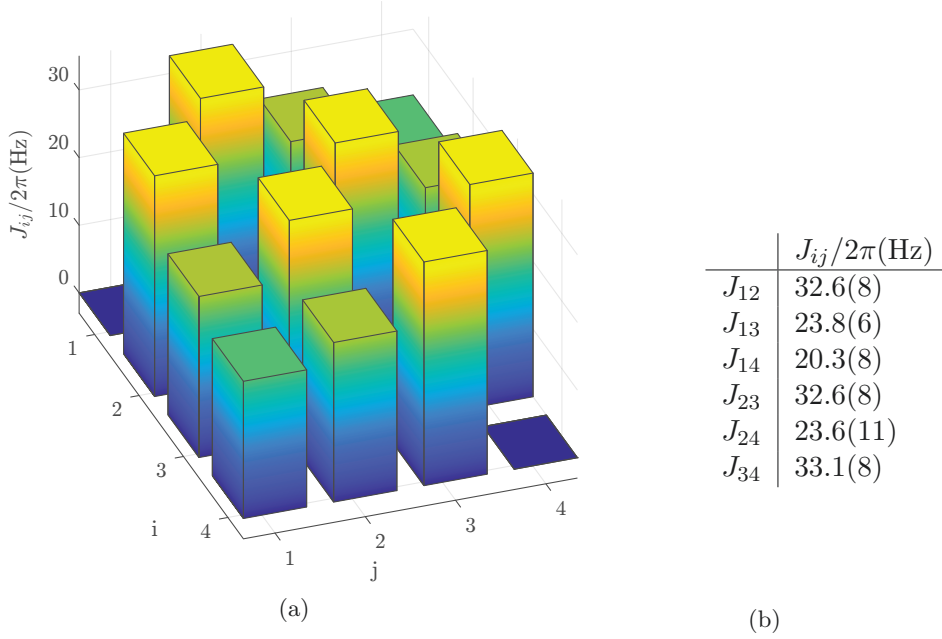 J_{ij}/2π(Hz)
30
20
10
0
1
2
3
4
i
1
2
3
4
j
(a)
J_{ij}/2π(Hz)
J_{12} 32.6(8)
J_{13} 23.8(6)
J_{14} 20.3(8)
J_{23} 32.6(8)
J_{24} 23.6(11)
J_{34} 33.1(8)
(b)